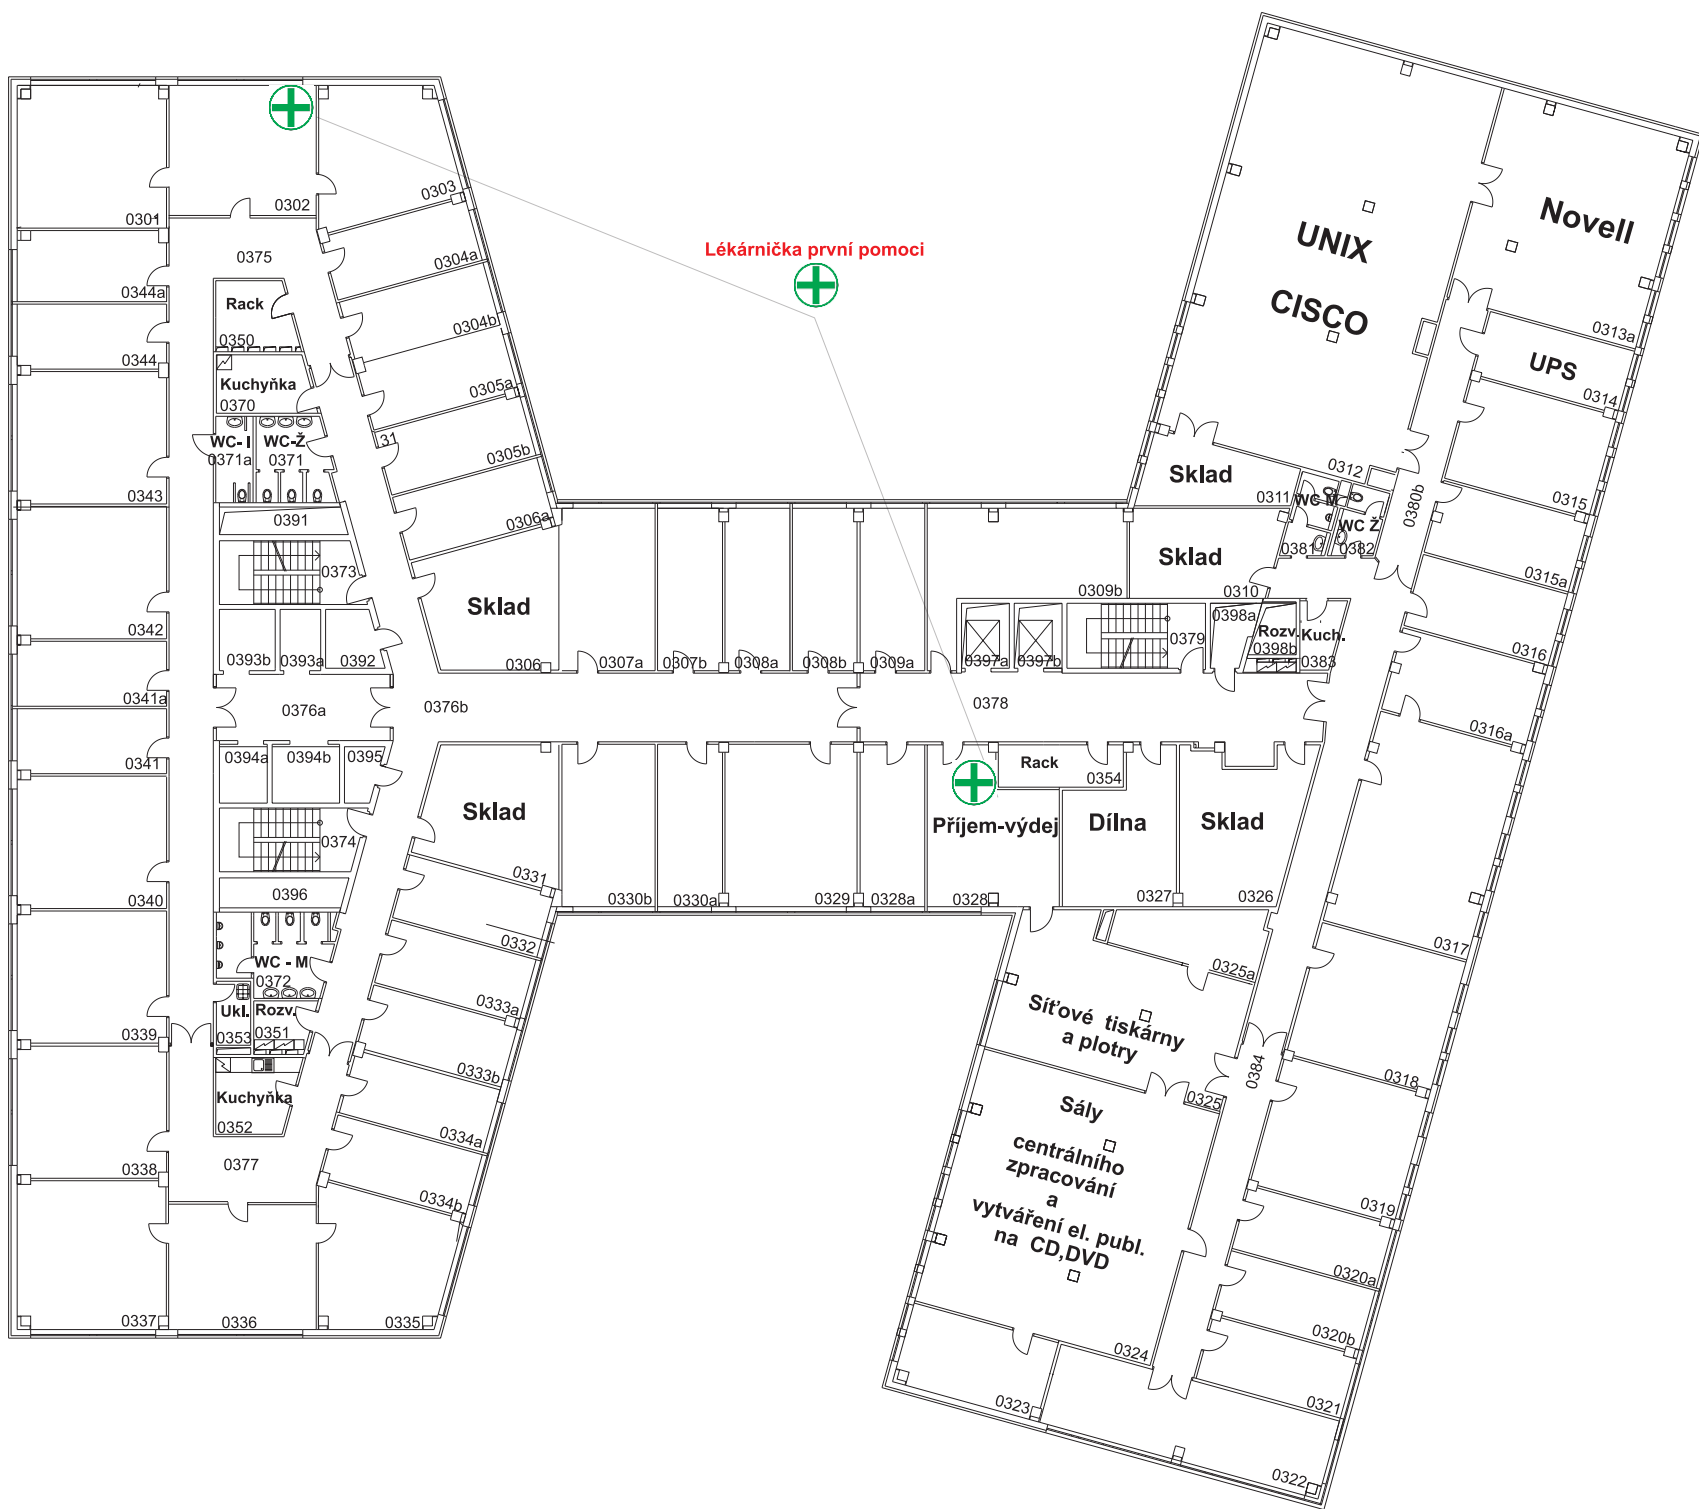 Lékárnička první pomoci
0301
0302
0303
0375
0344a
0304a
Rack
0350
0304b
0344
Kuchyňka
0370
0305a
WC- I
0371a
WC-Ž
0371
31
0305b
0343
0391
0306a
0373
Sklad
0306
0342
0393b
0393a
0392
0341a
0376a
0376b
0307a
0307b
0308a
0308b
0309a
0309b
0397a
0397b
0379
0378
0341
0394a
0394b
0395
0374
Sklad
0331
0396
0340
0330b
0330a
0329
0328a
0328
Příjem-výdej
Rack
0354
Dílna
0327
Sklad
0326
0332
WC - M
0372
Ukl.
0353
Rozv.
0351
0333a
0339
0333b
Kuchyňka
0352
0334a
0338
0377
0334b
0337
0336
0335
UNIX
CISCO
Novell
0313a
UPS
0314
0312
Sklad
0311
WC M
WC Ž
0381
0382
0380b
0315
0315a
Sklad
0310
0398a
Rozv.
0398b
Kuch.
0383
0316
0316a
0317
0325a
Síťové tiskárny
a plotry
0384
0318
0325
Sály
centrálního
zpracování
a
vytváření el. publ.
na CD,DVD
0319
0320a
0320b
0324
0321
0323
0322